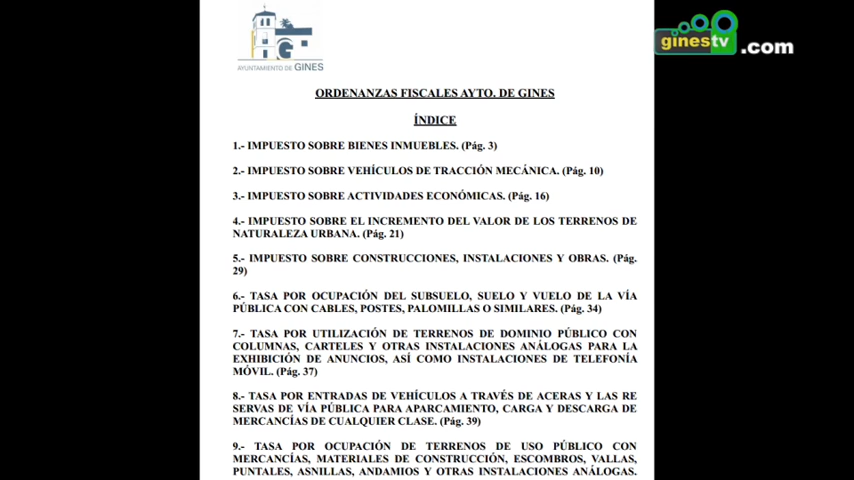 AYUNTAMIENTO DE GINES
ginestv.com
ORDENANZAS FISCALES AYTO. DE GINES
ÍNDICE
1.- IMPUESTO SOBRE BIENES INMUEBLES. (Pág. 3)
2.- IMPUESTO SOBRE VEHÍCULOS DE TRACCIÓN MECÁNICA. (Pág. 10)
3.- IMPUESTO SOBRE ACTIVIDADES ECONÓMICAS. (Pág. 16)
4.- IMPUESTO SOBRE EL INCREMENTO DEL VALOR DE LOS TERRENOS DE
NATURALEZA URBANA. (Pág. 21)
5.- IMPUESTO SOBRE CONSTRUCCIONES, INSTALACIONES Y OBRAS. (Pág.
29)
6.- TASA POR OCUPACIÓN DEL SUBSUELO, SUELO Y VUELO DE LA VÍA
PÚBLICA CON CABLES, POSTES, PALOMILLAS O SIMILARES. (Pág. 34)
7.- TASA POR UTILIZACIÓN DE TERRENOS DE DOMINIO PÚBLICO CON
COLUMNAS, CARTELES Y OTRAS INSTALACIONES ANÁLOGAS PARA LA
EXHIBICIÓN DE ANUNCIOS, ASÍ COMO INSTALACIONES DE TELEFONÍA
MÓVIL. (Pág. 37)
8.- TASA POR ENTRADAS DE VEHÍCULOS A TRAVÉS DE ACERAS Y LAS RE
SERVAS DE VÍA PÚBLICA PARA APARCAMIENTO, CARGA Y DESCARGA DE
MERCANCÍAS DE CUALQUIER CLASE. (Pág. 39)
9.- TASA POR OCUPACIÓN DE TERRENOS DE USO PÚBLICO CON
MERCANCÍAS, MATERIALES DE CONSTRUCCIÓN, ESCOMBROS, VALLAS,
PUNTALES, ASNILLAS, ANDAMIOS Y OTRAS INSTALACIONES ANÁLOGAS.